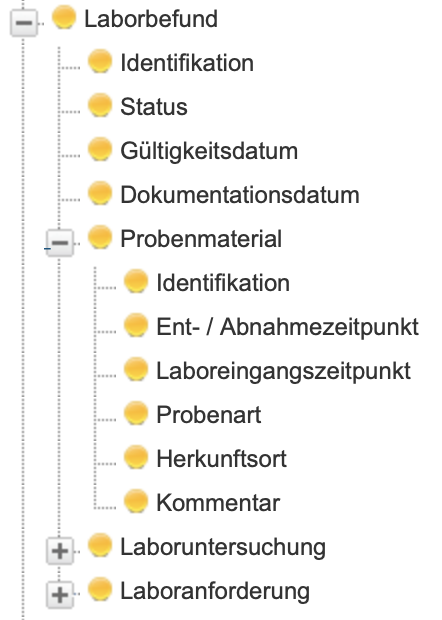 Laborbefund
Identifikation
Status
Gültigkeitsdatum
Dokumentationsdatum
Probenmaterial
Identifikation
Ent- / Abnahmezeitpunkt
Laboreingangszeitpunkt
Probenart
Herkunftsort
Kommentar
Laboruntersuchung
Laboranforderung